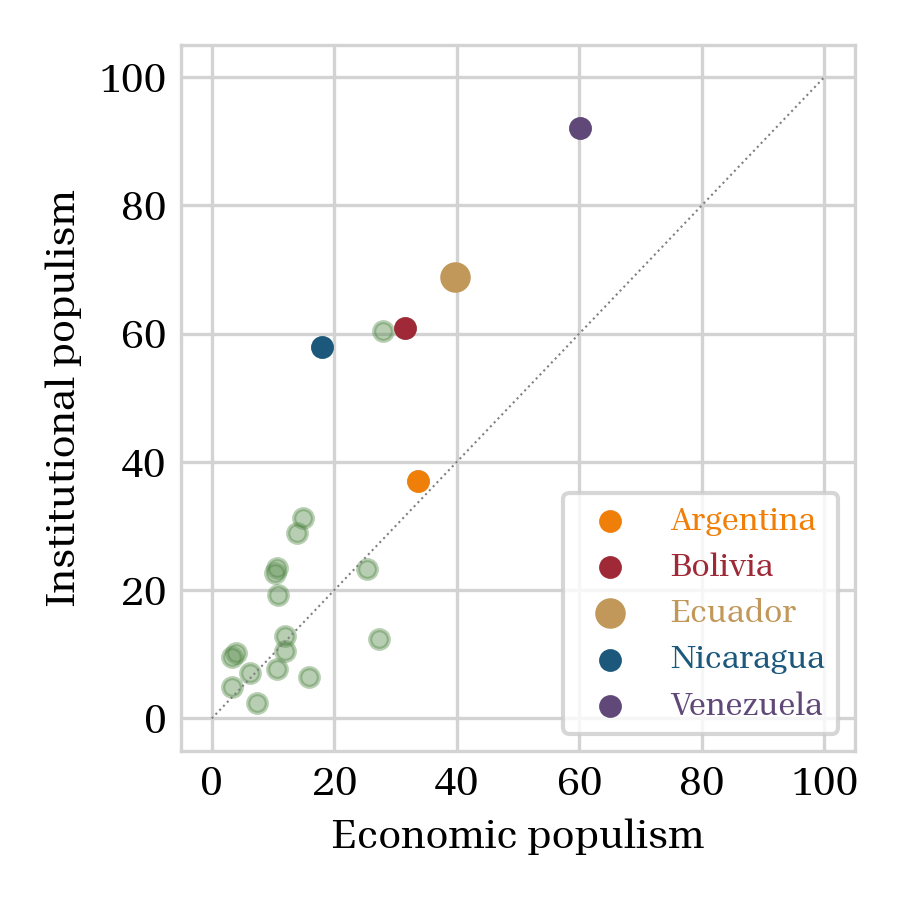 100
80
60
40
20
0
Institutional populism
0 20 40 60 80 100
Economic populism
Argentina
Bolivia
Ecuador
Nicaragua
Venezuela